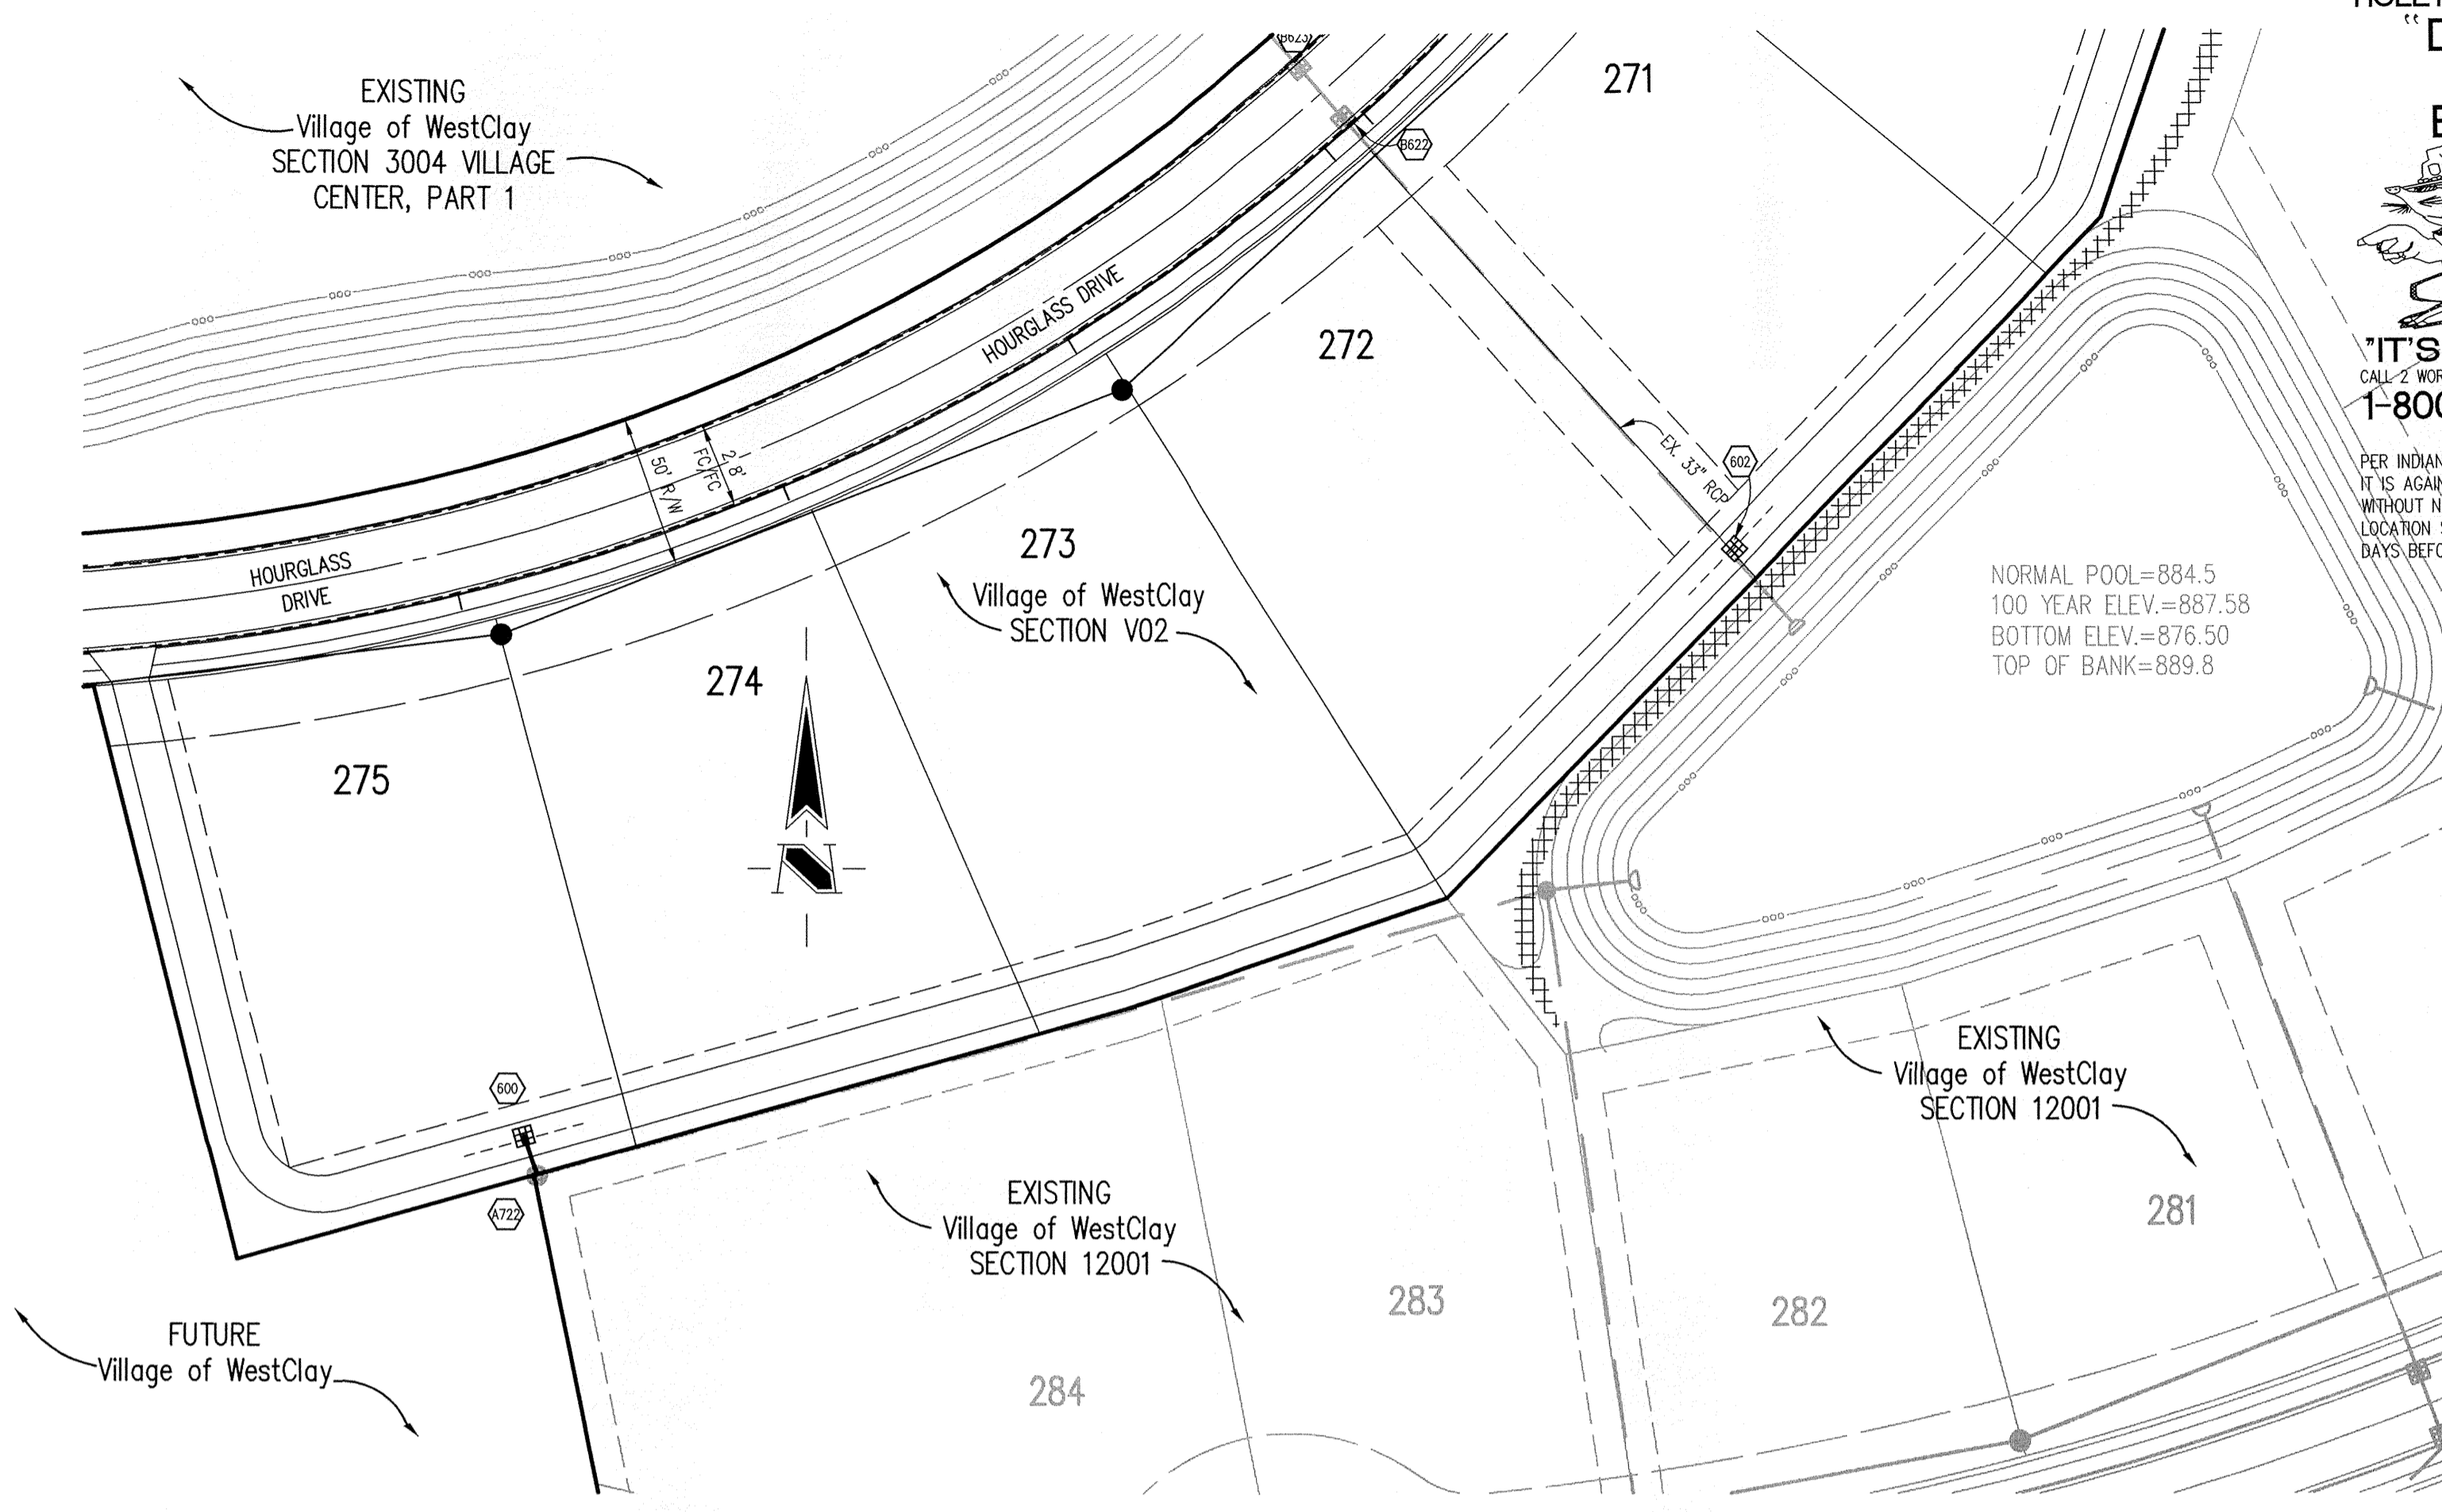 EXISTING
Village of WestClay
SECTION 3004 VILLAGE
CENTER, PART 1
B623
B622
271
272
HOURGLASS DRIVE
EX. 33" RCP
602
50' R/W
28'
FC/FC
HOURGLASS
DRIVE
273
Village of WestClay
SECTION V02
274
275
N
NORMAL POOL=884.5
100 YEAR ELEV.=887.58
BOTTOM ELEV.=876.50
TOP OF BANK=889.8
"IT'S
CALL 2 WOR
1-800
PER INDIAN
IT IS AGAIN
WITHOUT N
LOCATION S
DAYS BEFO
600
A722
EXISTING
Village of WestClay
SECTION 12001
EXISTING
Village of WestClay
SECTION 12001
281
282
283
284
FUTURE
Village of WestClay